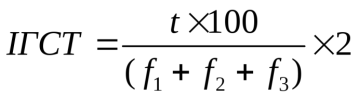 ІГСТ = t×100 / (f₁ + f₂ + f₃) ×2